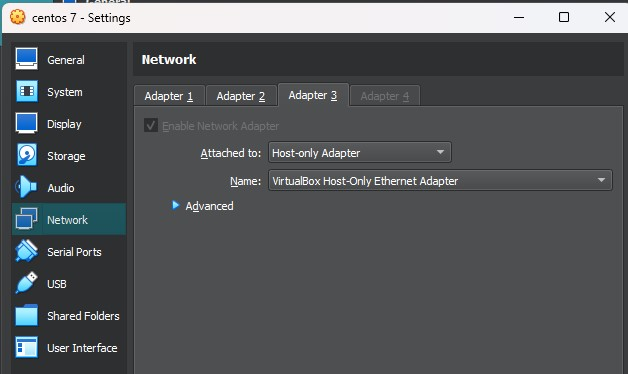 General
centos 7 - Settings
General
System
Display
Storage
Audio
Network
Serial Ports
USB
Shared Folders
User Interface
Network
Adapter 1
Adapter 2
Adapter 3
Adapter 4
Enable Network Adapter
Attached to: Host-only Adapter
Name: VirtualBox Host-Only Ethernet Adapter
Advanced